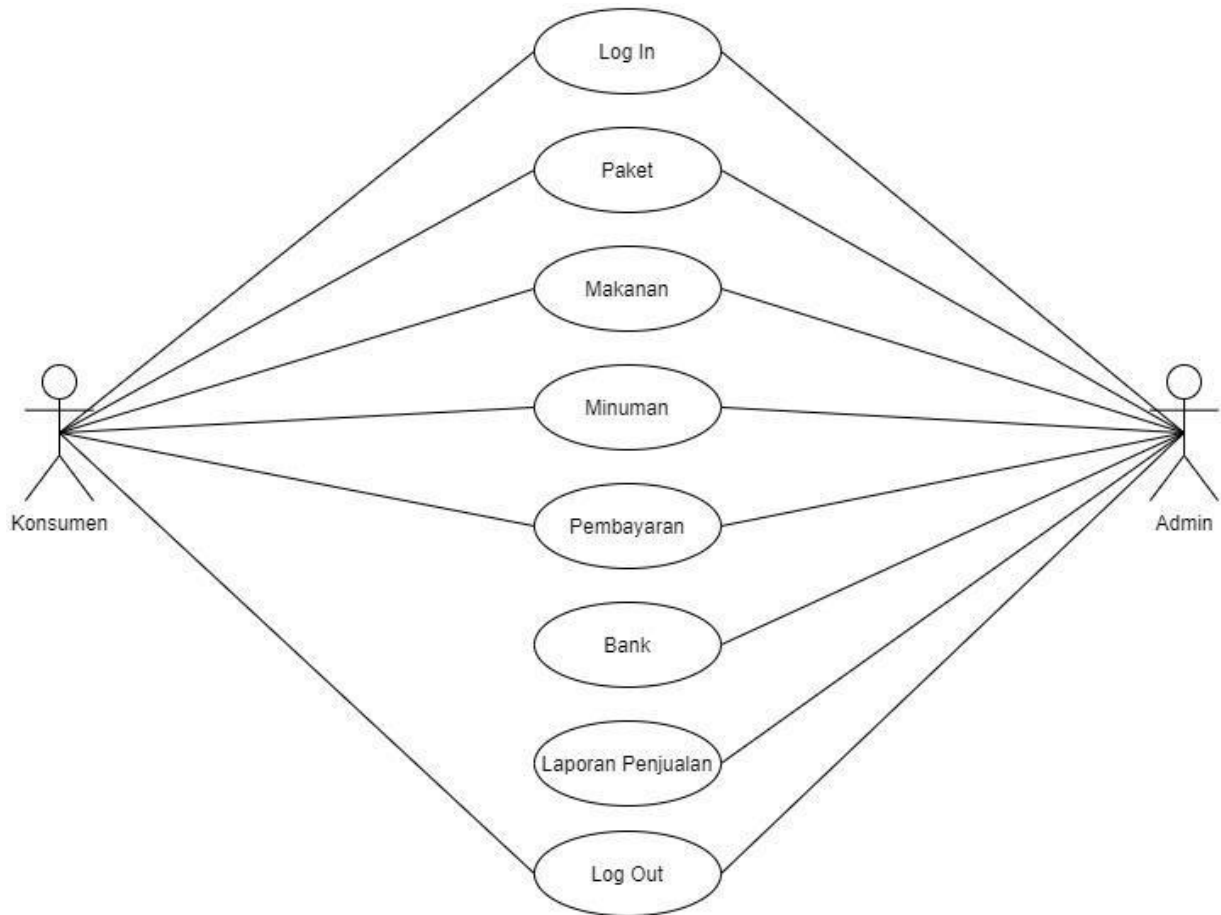 Log In
Paket
Makanan
Minuman
Konsumen
Pembayaran
Admin
Bank
Laporan Penjualan
Log Out